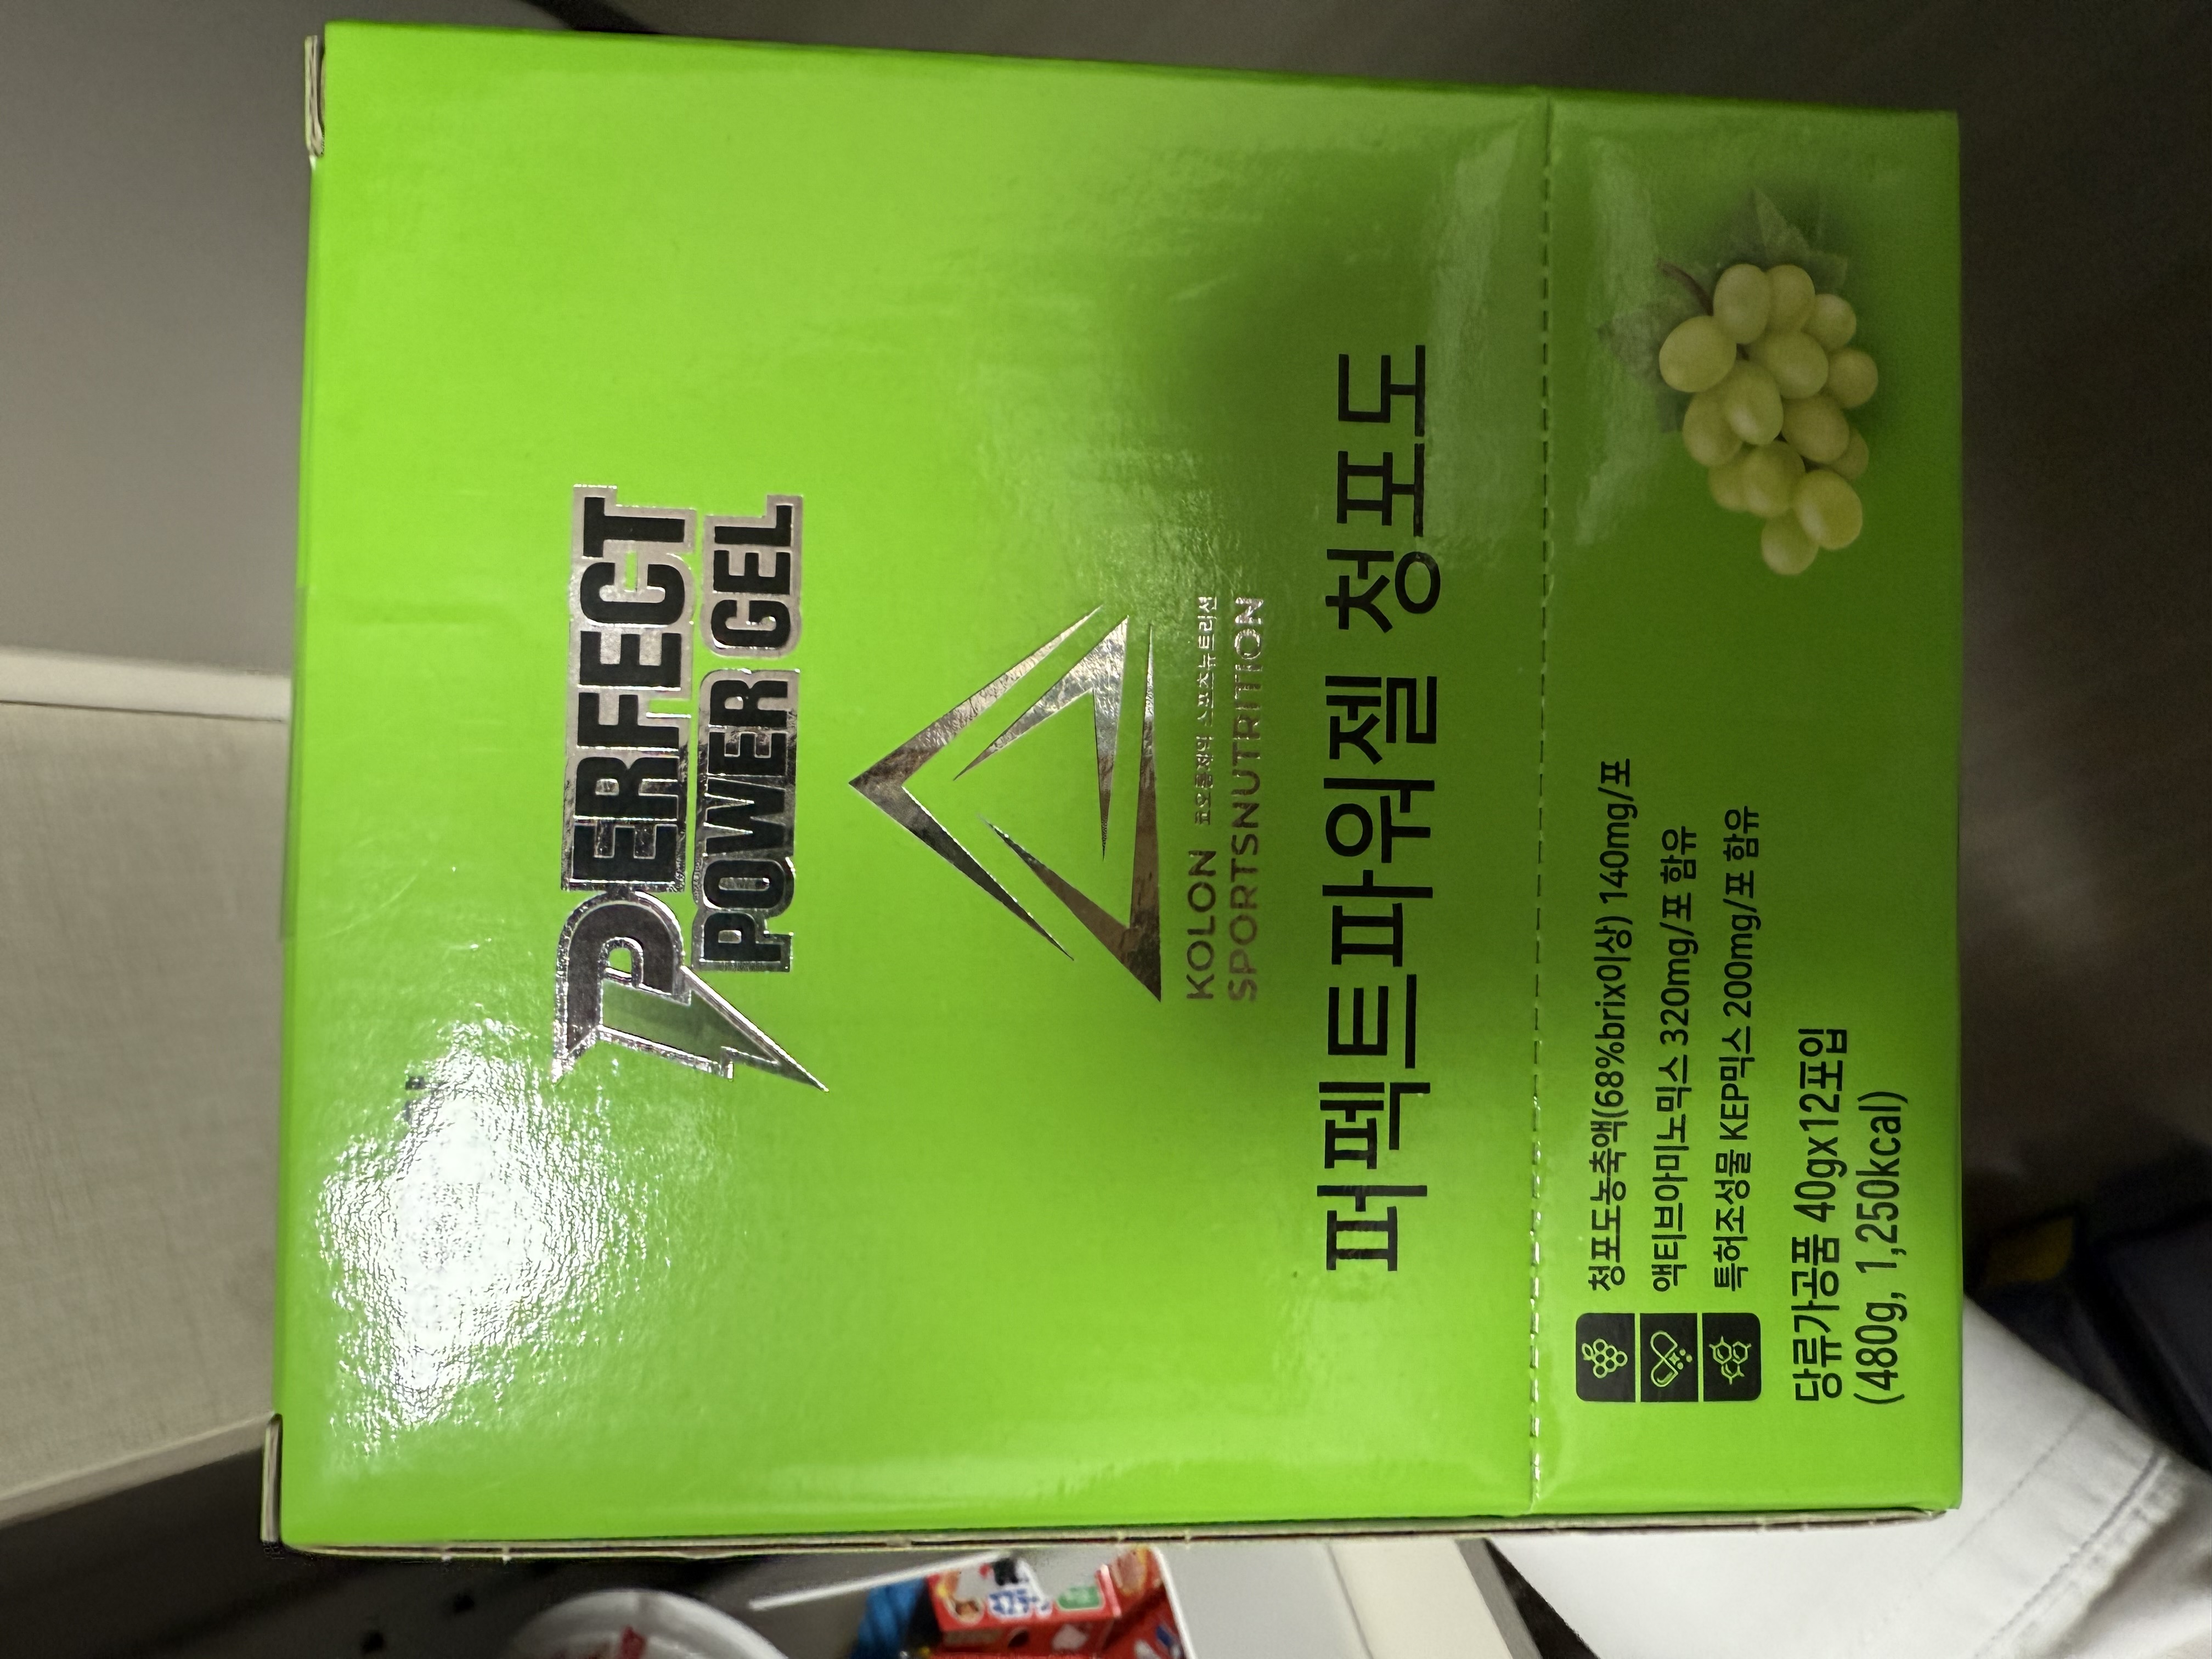 PERFECT
POWER GEL
KOLON 코오롱제약 스포츠뉴트리션
SPORTSNUTRITION
퍼펙트파워젤 청포도
청포도농축액(68%brix이상) 140mg/포
액티브아미노믹스 320mg/포 함유
특허조성물 KEP믹스 200mg/포 함유
당류가공품 40gx12포입
(480g, 1,250kcal)